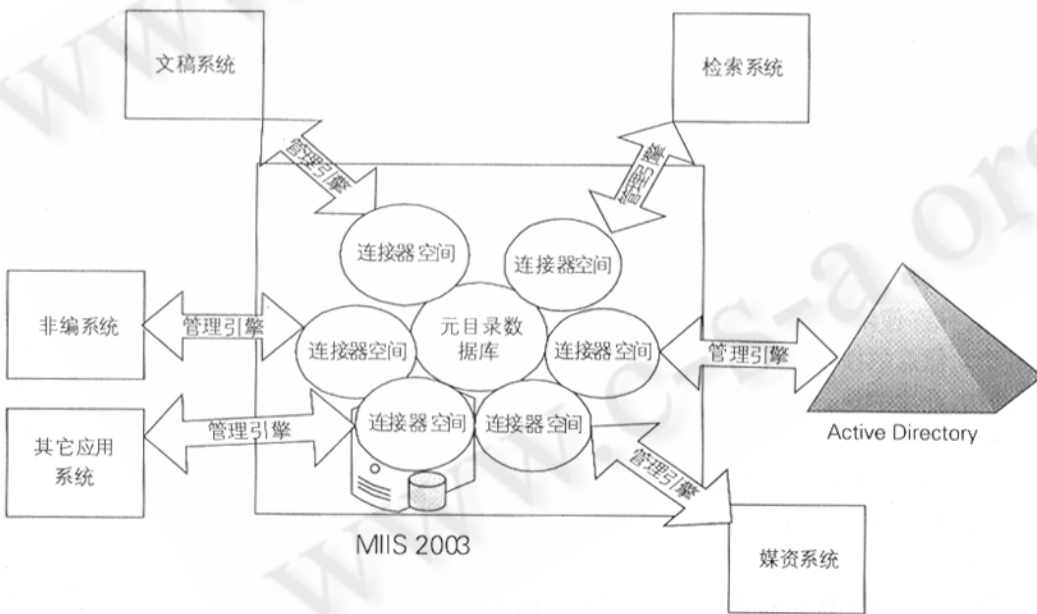 文稿系统
检索系统
管理引擎
管理引擎
连接器空间
连接器空间
非编系统
管理引擎
连接器空间
元目录数
据库
连接器空间
管理引擎
Active Directory
其它应用
系统
管理引擎
连接器空间
连接器空间
管理引擎
MIIS 2003
媒资系统
www.c-s-a.org